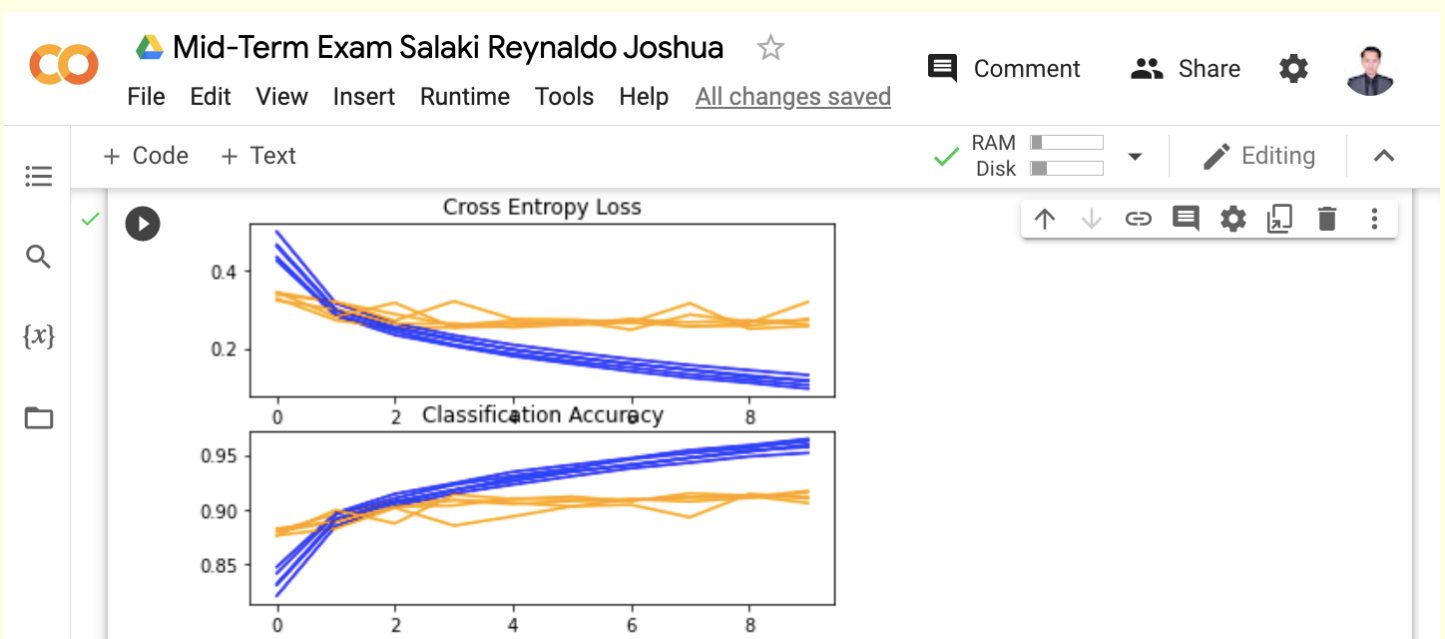 Mid-Term Exam Salaki Reynaldo Joshua
Comment
Share
File Edit View Insert Runtime Tools Help All changes saved
+ Code + Text
RAM
Disk
Editing
{x}
Cross Entropy Loss
0.4
0.2
0 2 4 6 8
Classification Accuracy
0.95
0.90
0.85
0 2 4 6 8